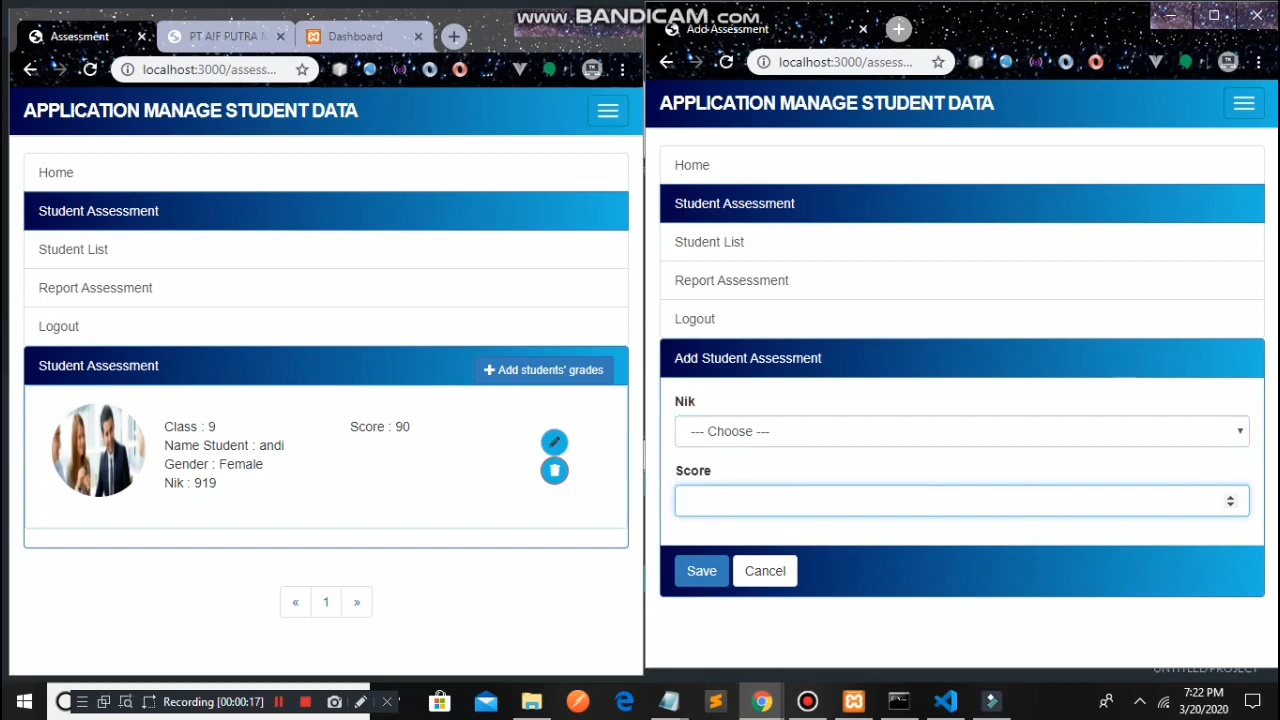 www.BANDICAM.com
Assessment
PT AIF PUTRA
Dashboard
localhost:3000/assess...
APPLICATION MANAGE STUDENT DATA
Home
Student Assessment
Student List
Report Assessment
Logout
Student Assessment
Add students' grades
Class : 9
Score : 90
Name Student : andi
Gender : Female
Nik : 919
«
1
»
Add Assessment
localhost:3000/assess...
APPLICATION MANAGE STUDENT DATA
Home
Student Assessment
Student List
Report Assessment
Logout
Add Student Assessment
Nik
--- Choose ---
Score
Save
Cancel
UNTITLED PROJECT
Recording [00:00:17]
7:22 PM
3/20/2020